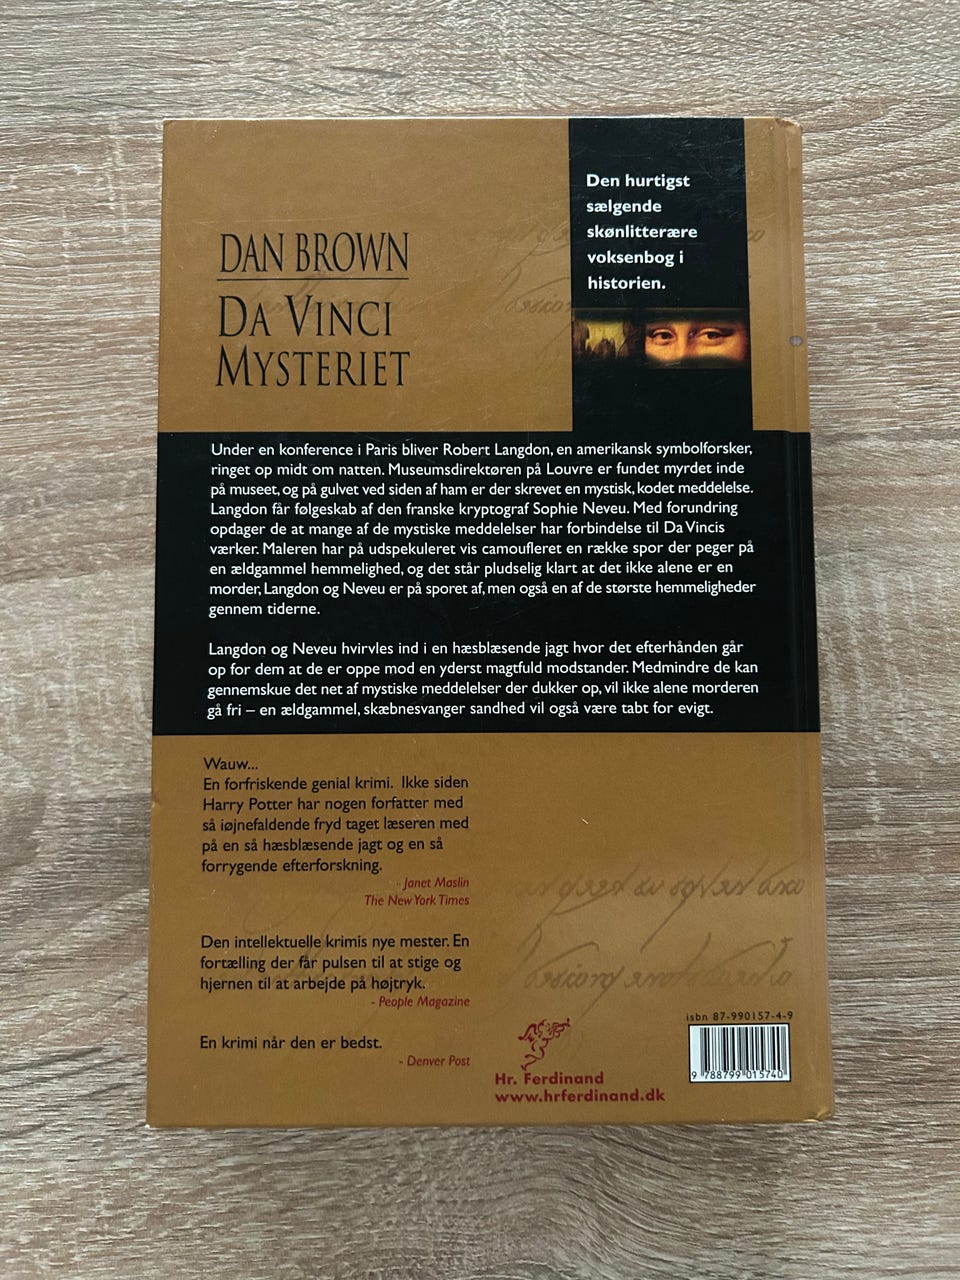 Den hurtigst
sælgende
skønlitterære
voksenbog i
historien.
DAN BROWN
DA VINCI
MYSTERIET
Under en konference i Paris bliver Robert Langdon, en amerikansk symbolforsker,
ringet op midt om natten. Museumsdirektøren på Louvre er fundet myrdet inde
på museet, og på gulvet ved siden af ham er der skrevet en mystisk, kodet meddelelse.
Langdon får følgeskab af den franske kryptograf Sophie Neveu. Med forundring
opdager de at mange af de mystiske meddelelser har forbindelse til Da Vincis
værker. Maleren har på udspekuleret vis camoufleret en række spor der peger på
en ældgammel hemmelighed, og det står pludselig klart at det ikke alene er en
morder, Langdon og Neveu er på sporet af, men også en af de største hemmeligheder
gennem tiderne.
Langdon og Neveu hvirvles ind i en hæsblæsende jagt hvor det efterhånden går
op for dem at de er oppe mod en yderst magtfuld modstander. Medmindre de kan
gennemskue det net af mystiske meddelelser der dukker op, vil ikke alene morderen
gå fri – en ældgammel, skæbnesvanger sandhed vil også være tabt for evigt.
Wauw...
En forfriskende genial krimi. Ikke siden
Harry Potter har nogen forfatter med
så iøjnefaldende fryd taget læseren med
på en så hæsblæsende jagt og en så
forrygende efterforskning.
- Janet Maslin
The New York Times
Den intellektuelle krimis nye mester. En
fortælling der får pulsen til at stige og
hjernen til at arbejde på højtryk.
- People Magazine
En krimi når den er bedst.
- Denver Post
Hr. Ferdinand
www.hrferdinand.dk
isbn 87-990157-4-9
9 788799 015740